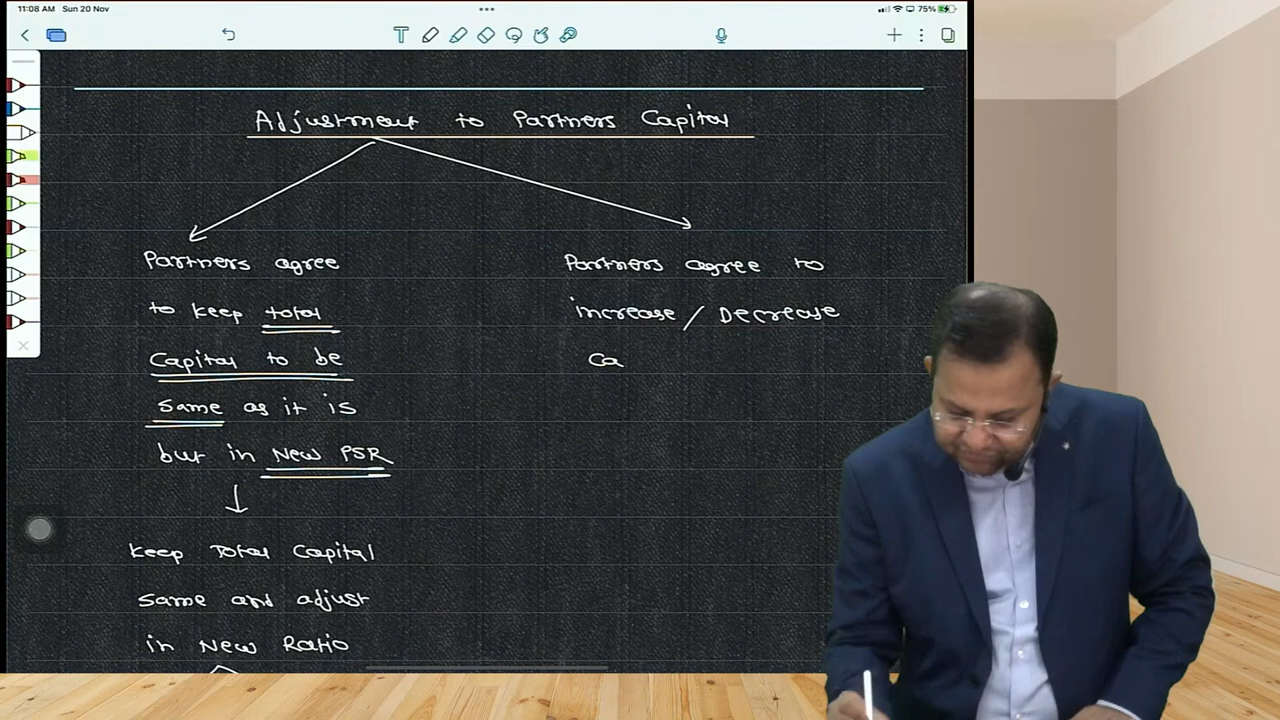 11:08 AM Sun 20 Nov
75%
Adjustment to Partners Capital
Partners agree
to keep total
Capital to be
same as it is
but in New PSR
keep Total Capital
same and adjust
in New Ratio
Partners agree to
increase / Decrease
Ca